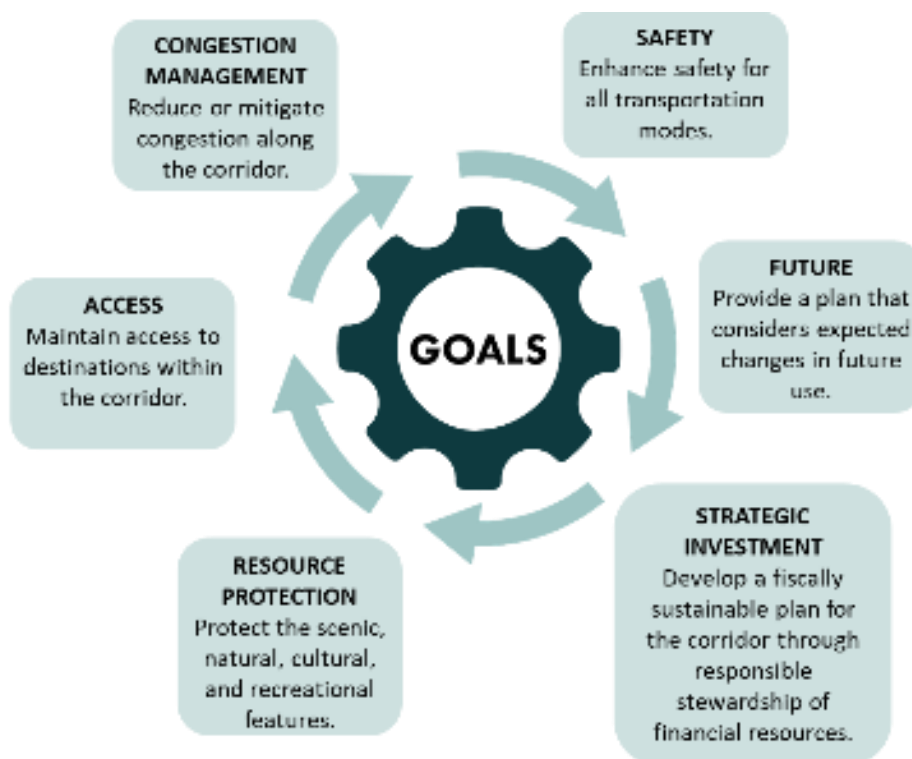 CONGESTION
MANAGEMENT
Reduce or mitigate
congestion along
the corridor.
SAFETY
Enhance safety for
all transportation
modes.
FUTURE
Provide a plan that
considers expected
changes in future
use.
STRATEGIC
INVESTMENT
Develop a fiscally
sustainable plan for
the corridor through
responsible
stewardship of
financial resources.
RESOURCE
PROTECTION
Protect the scenic,
natural, cultural,
and recreational
features.
ACCESS
Maintain access to
destinations within
the corridor.
GOALS